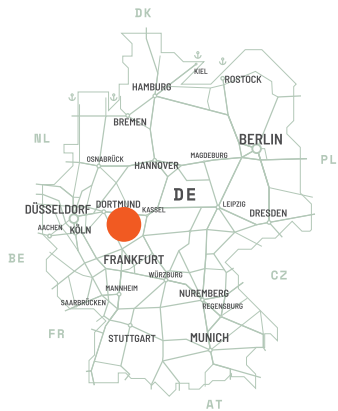 DK
KIEL
ROSTOCK
HAMBURG
BREMEN
BERLIN
NL
OSNABRÜCK
HANNOVER
MAGDEBURG
PL
DE
DORTMUND
DÜSSELDORF
KASSEL
LEIPZIG
DRESDEN
AACHEN
KÖLN
BE
FRANKFURT
WÜRZBURG
CZ
MANNHEIM
NUREMBERG
SAARBRÜCKEN
REGENSBURG
FR
STUTTGART
MUNICH
AT